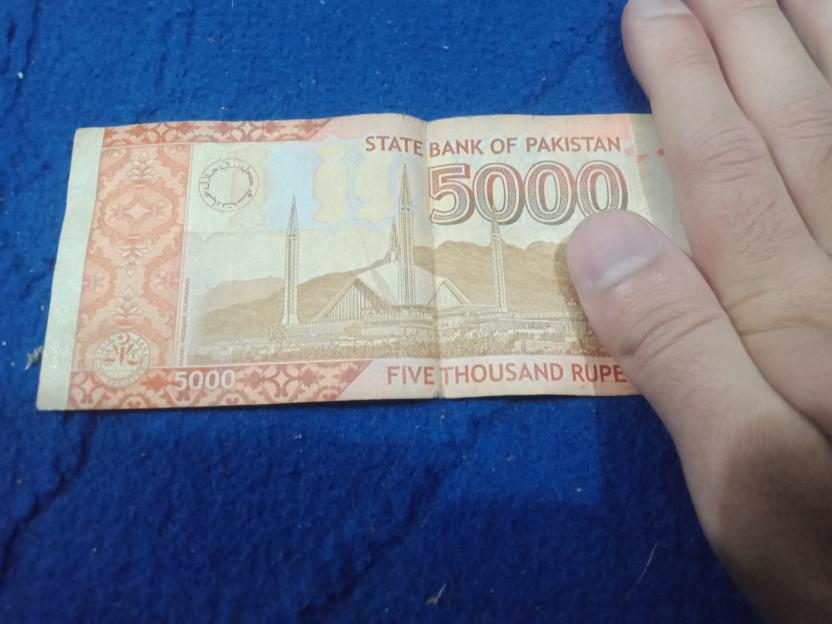 STATE BANK OF PAKISTAN
5000
5000
FIVE THOUSAND RUPE